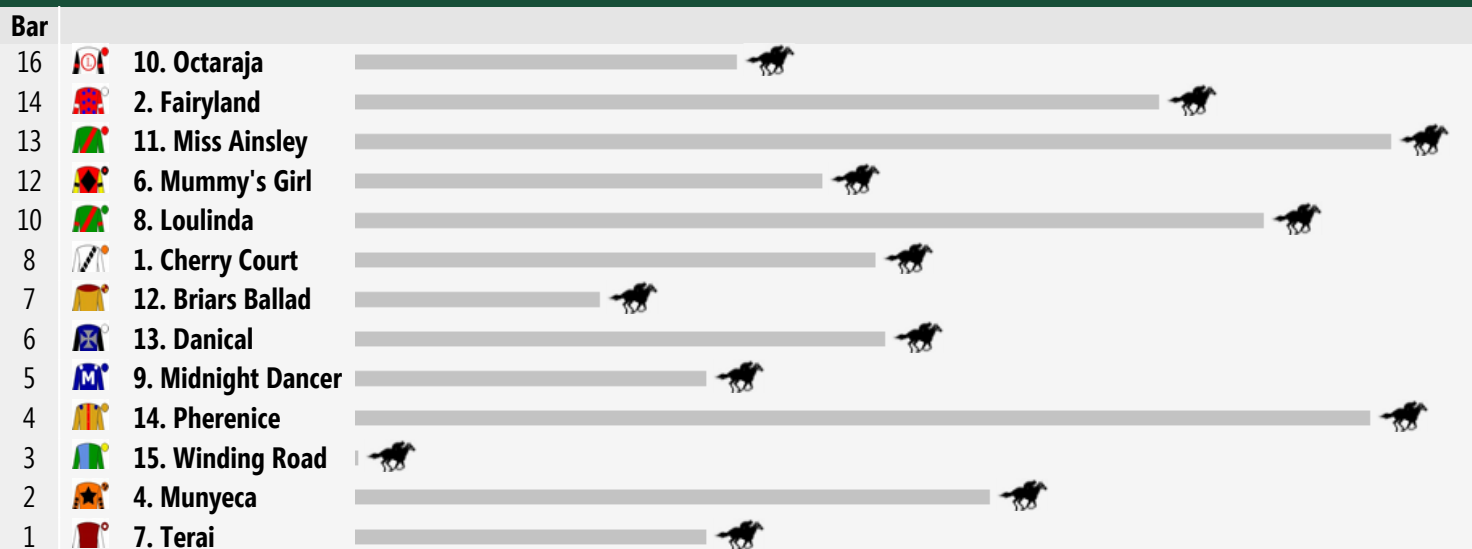 Bar
16 L 10. Octaraja
14 2. Fairyland
13 11. Miss Ainsley
12 6. Mummy's Girl
10 8. Loulinda
8 1. Cherry Court
7 12. Briars Ballad
6 13. Danical
5 M 9. Midnight Dancer
4 14. Pherenice
3 15. Winding Road
2 4. Munyeca
1 7. Terai